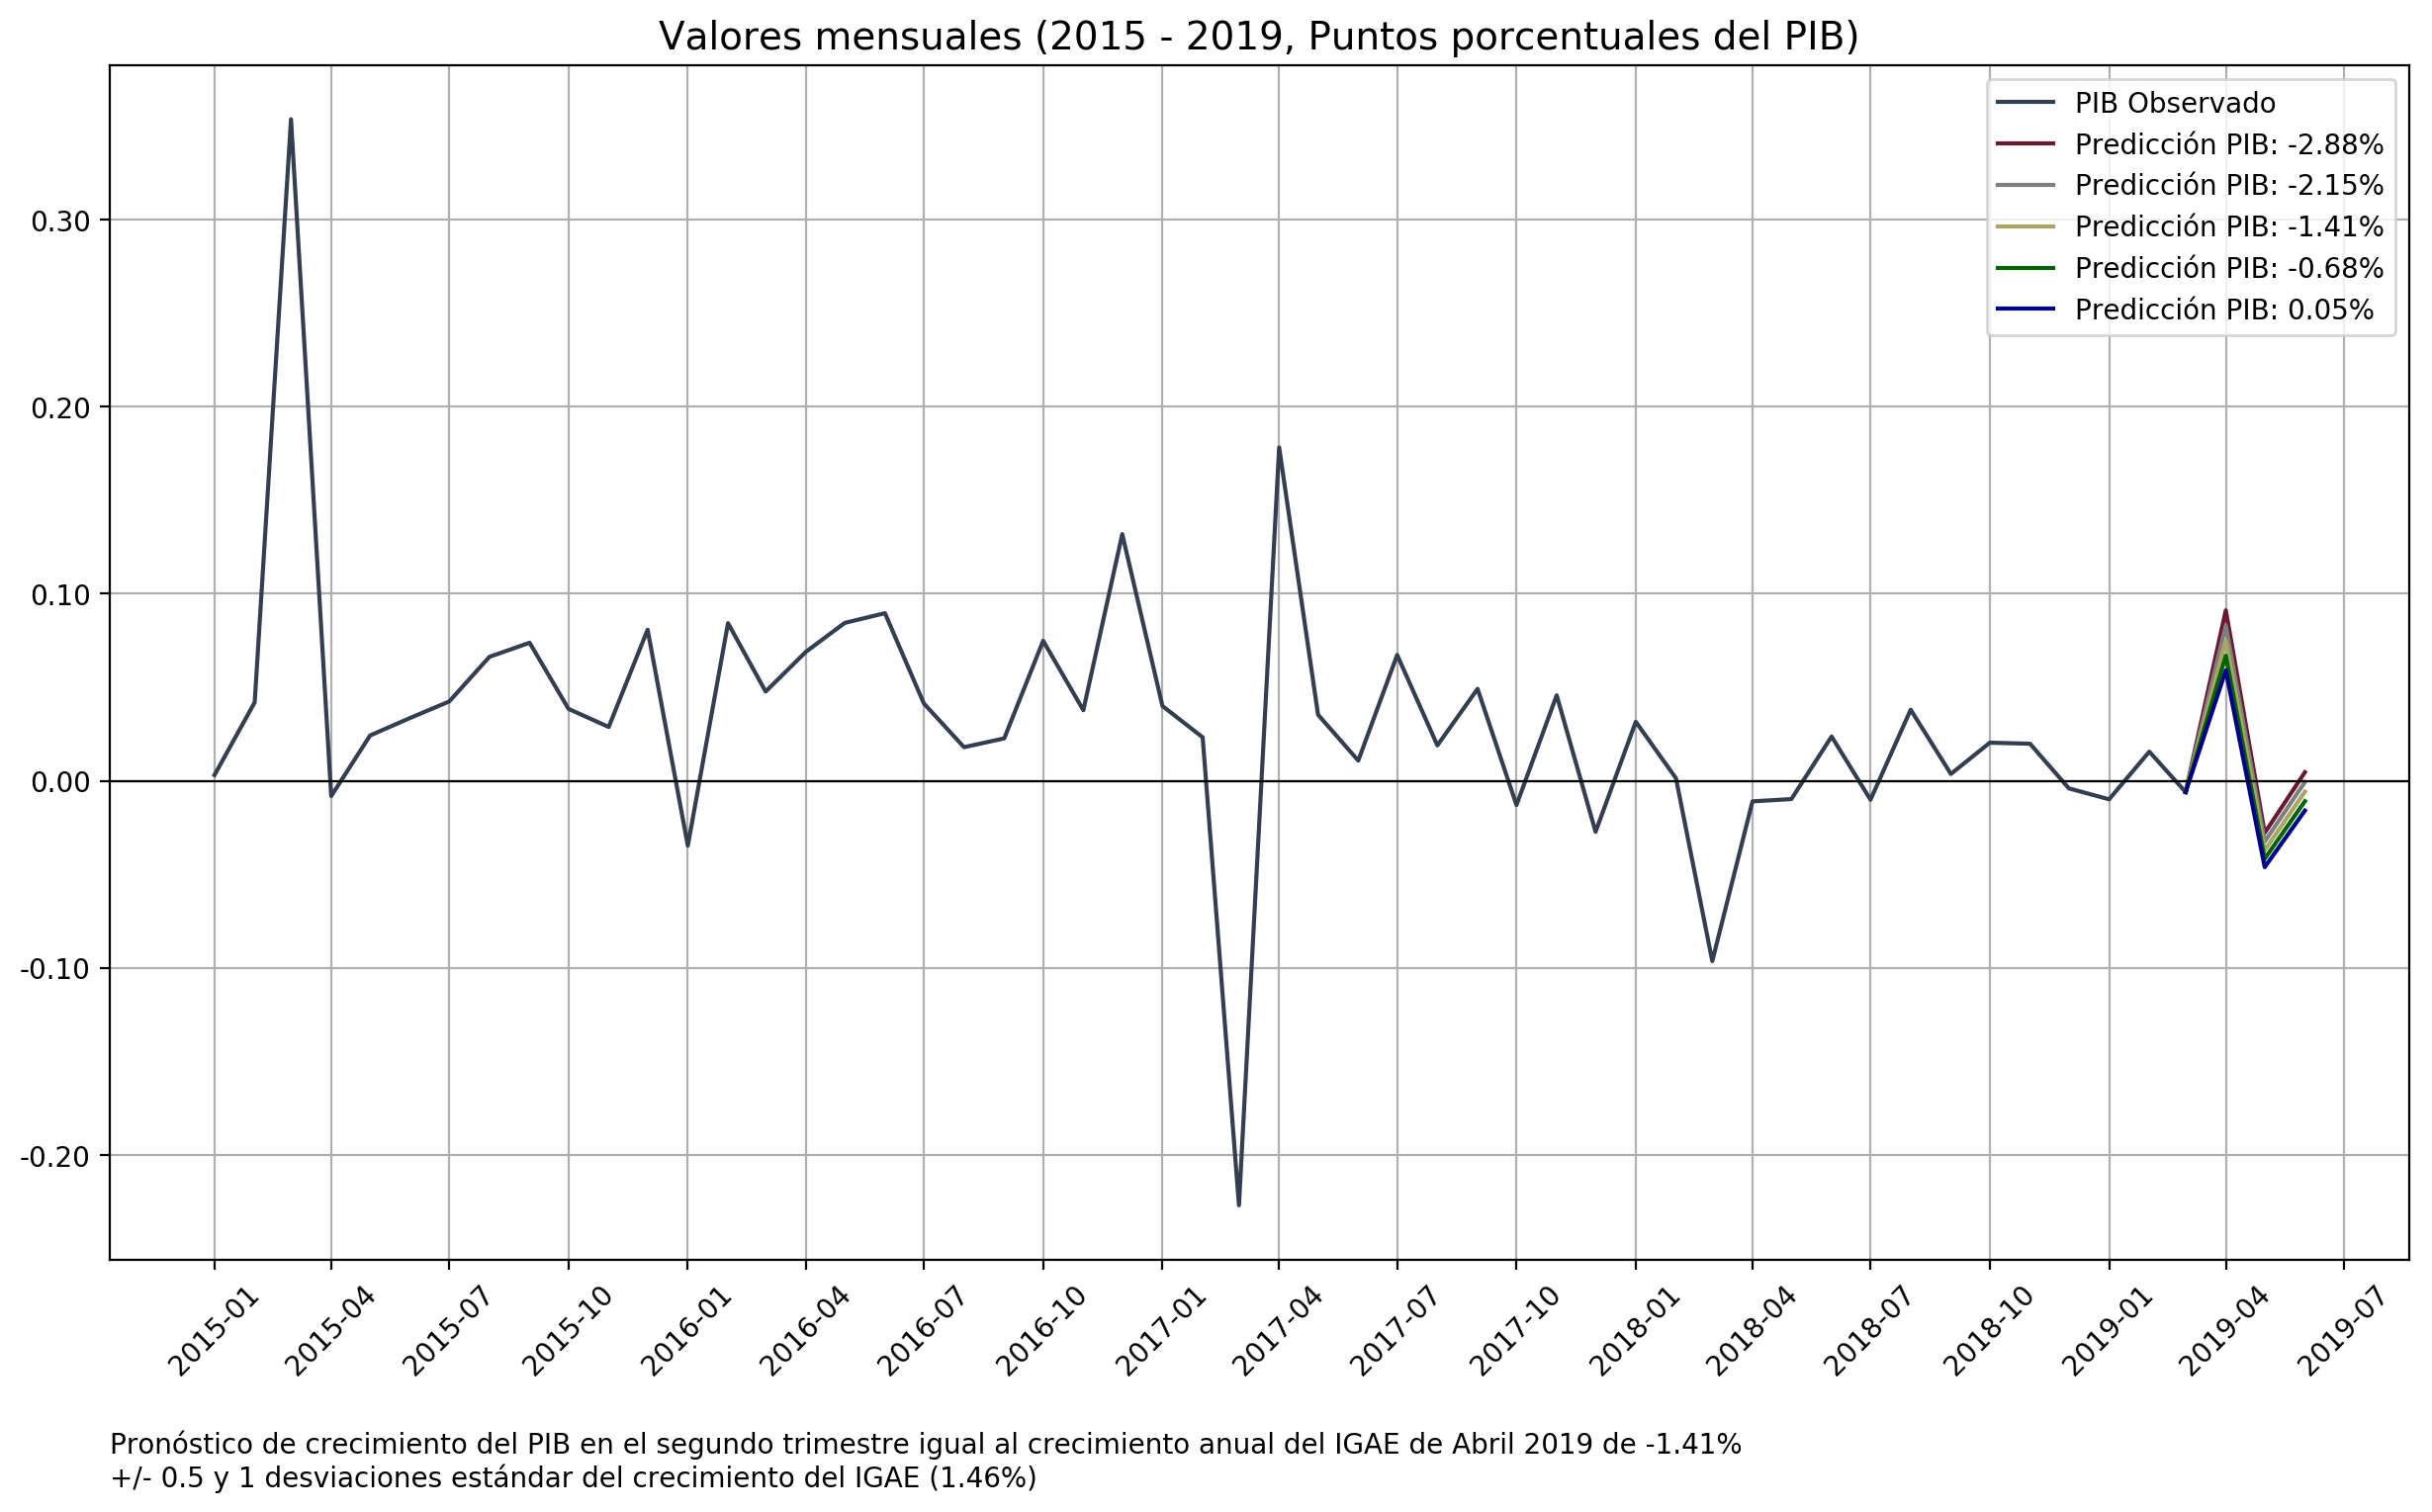 Valores mensuales (2015 - 2019, Puntos porcentuales del PIB)
PIB Observado
Predicción PIB: -2.88%
Predicción PIB: -2.15%
Predicción PIB: -1.41%
Predicción PIB: -0.68%
Predicción PIB: 0.05%
0.30
0.20
0.10
0.00
-0.10
-0.20
2015-01
2015-04
2015-07
2015-10
2016-01
2016-04
2016-07
2016-10
2017-01
2017-04
2017-07
2017-10
2018-01
2018-04
2018-07
2018-10
2019-01
2019-04
2019-07
Pronóstico de crecimiento del PIB en el segundo trimestre igual al crecimiento anual del IGAE de Abril 2019 de -1.41%
+/- 0.5 y 1 desviaciones estándar del crecimiento del IGAE (1.46%)